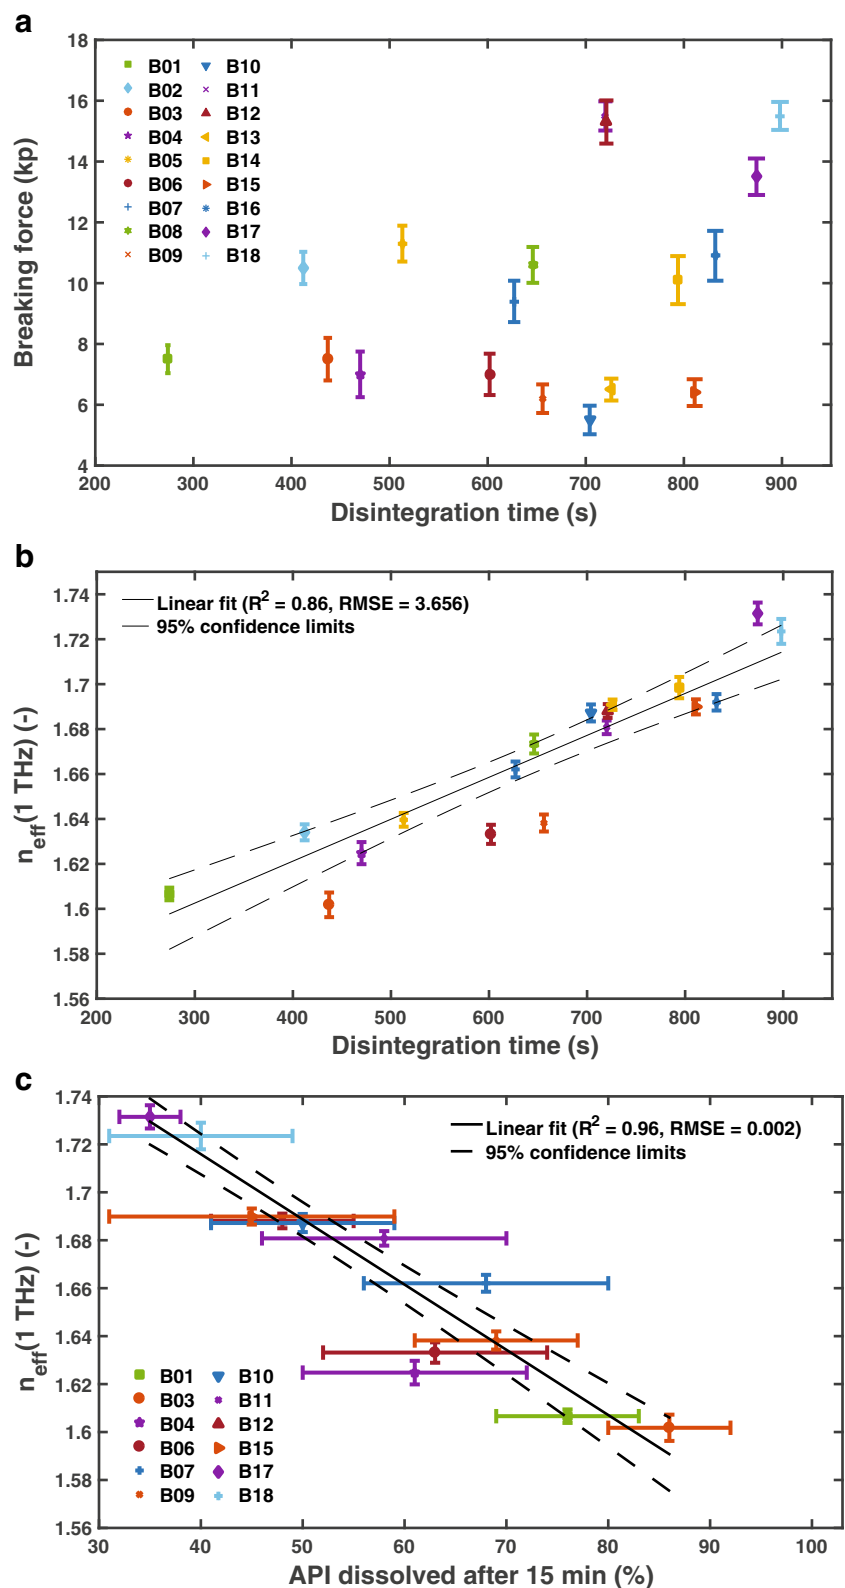 a
18
16
14
12
10
8
6
4
Breaking force (kp)
B01
B02
B03
B04
B05
B06
B07
B08
B09
B10
B11
B12
B13
B14
B15
B16
B17
B18
200 300 400 500 600 700 800 900
Disintegration time (s)
b
1.74
1.72
1.7
1.68
1.66
1.64
1.62
1.6
1.58
1.56
n_eff(1 THz) (-)
Linear fit (R² = 0.86, RMSE = 3.656)
95% confidence limits
200 300 400 500 600 700 800 900
Disintegration time (s)
c
1.74
1.72
1.7
1.68
1.66
1.64
1.62
1.6
1.58
1.56
n_eff(1 THz) (-)
Linear fit (R² = 0.96, RMSE = 0.002)
95% confidence limits
B01
B03
B04
B06
B07
B09
B10
B11
B12
B15
B17
B18
30 40 50 60 70 80 90 100
API dissolved after 15 min (%)